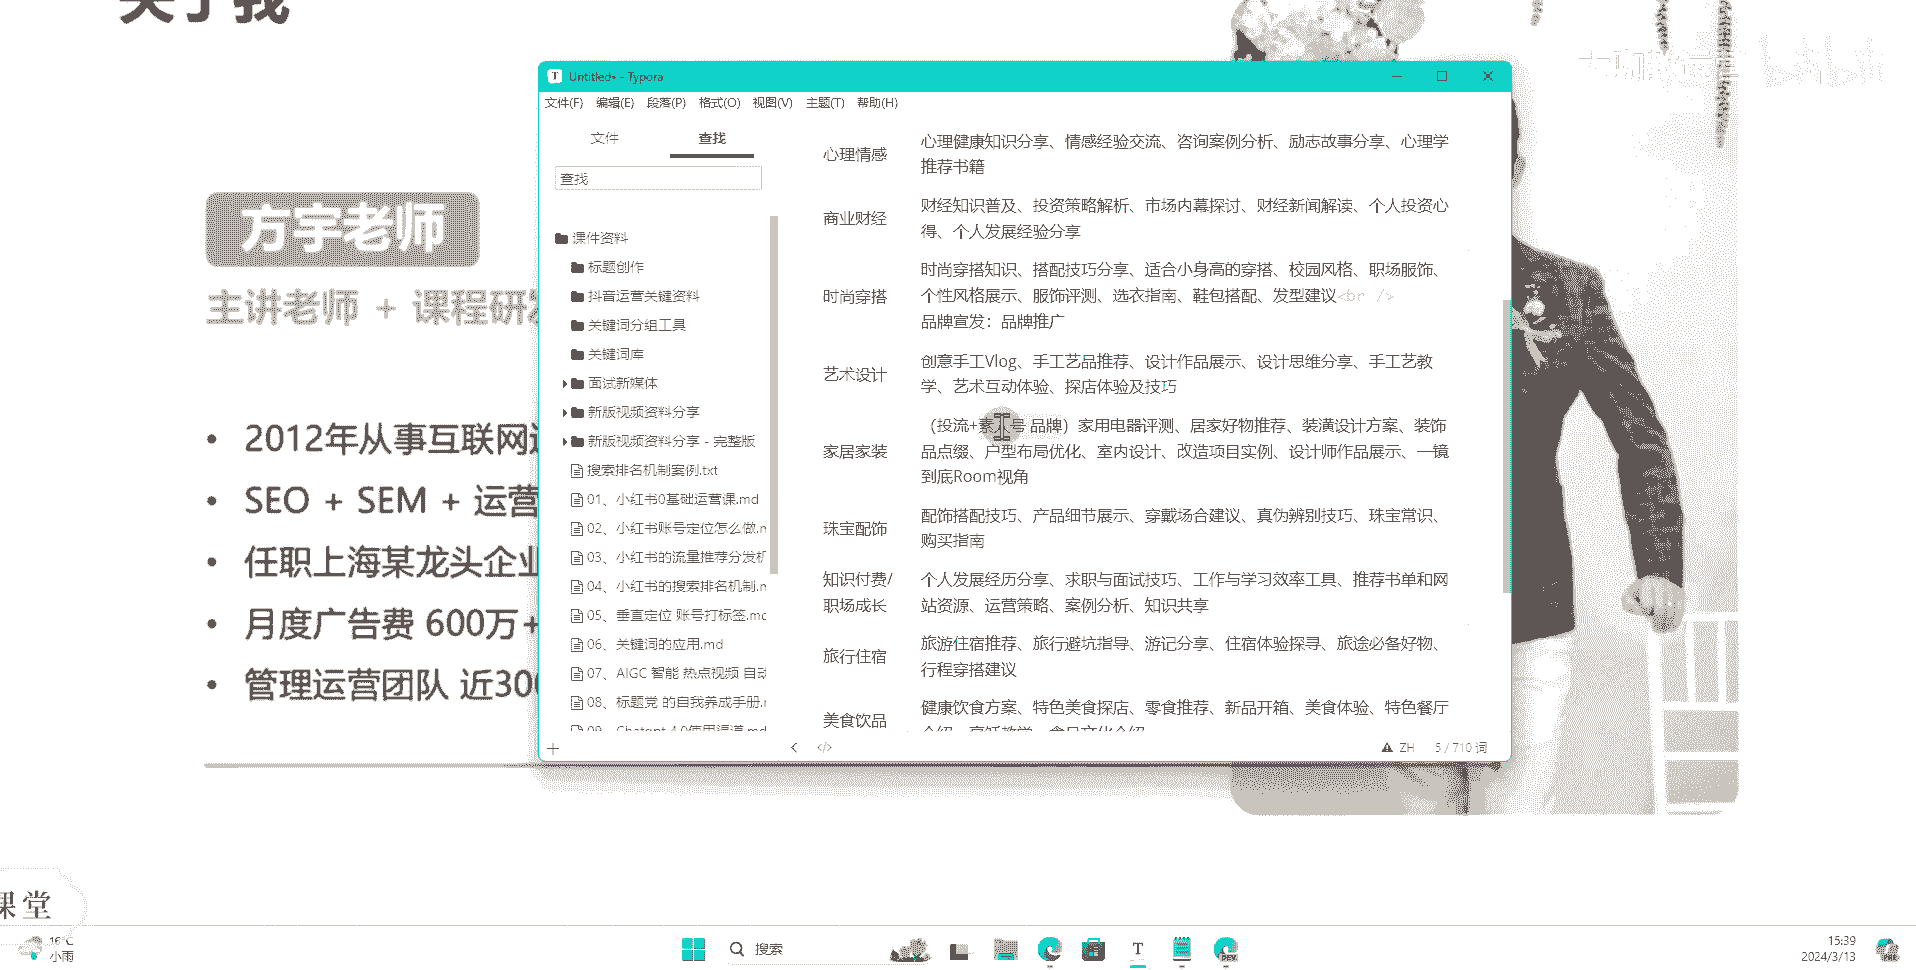 关于我
方宇老师
主讲老师 + 课程研
2012年从事互联网
SEO + SEM + 运营
任职上海某龙头企业
月度广告费 600万+
管理运营团队 近300
Untitled• - Typora
文件(F) 编辑(E) 段落(P) 格式(O) 视图(V) 主题(T) 帮助(H)
文件 查找
查找
课件资料
标题创作
抖音运营关键资料
关键词分组工具
关键词库
面试新媒体
新版视频资料分享
新版视频资料分享 - 完整版
搜索排名机制案例.txt
01、小红书0基础运营课.md
02、小红书账号定位怎么做.m
03、小红书的流量推荐分发机
04、小红书的搜索排名机制.m
05、垂直定位 账号打标签.md
06、关键词的应用.md
07、AIGC 智能 热点视频 自动
08、标题党 的自我养成手册.m
09、Chatgpt 4.0使用渠道.md
心理情感
心理健康知识分享、情感经验交流、咨询案例分析、励志故事分享、心理学
推荐书籍
商业财经
财经知识普及、投资策略解析、市场内幕探讨、财经新闻解读、个人投资心
得、个人发展经验分享
时尚穿搭
时尚穿搭知识、搭配技巧分享、适合小身高的穿搭、校园风格、职场服饰、
个性风格展示、服饰评测、选衣指南、鞋包搭配、发型建议<br />
品牌宣发：品牌推广
艺术设计
创意手工Vlog、手工艺品推荐、设计作品展示、设计思维分享、手工艺教
学、艺术互动体验、探店体验及技巧
家居家装
（投流+素人号 品牌）家用电器评测、居家好物推荐、装潢设计方案、装饰
品点缀、户型布局优化、室内设计、改造项目实例、设计师作品展示、一镜
到底Room视角
珠宝配饰
配饰搭配技巧、产品细节展示、穿戴场合建议、真伪辨别技巧、珠宝常识、
购买指南
知识付费/
职场成长
个人发展经历分享、求职与面试技巧、工作与学习效率工具、推荐书单和网
站资源、运营策略、案例分析、知识共享
旅行住宿
旅游住宿推荐、旅行避坑指导、游记分享、住宿体验探寻、旅途必备好物、
行程穿搭建议
美食饮品
健康饮食方案、特色美食探店、零食推荐、新品开箱、美食体验、特色餐厅
介绍、烹饪教学、食品文化介绍
ZH 5 / 710 词
课堂
16°C
小雨
搜索
15:39
2024/3/13